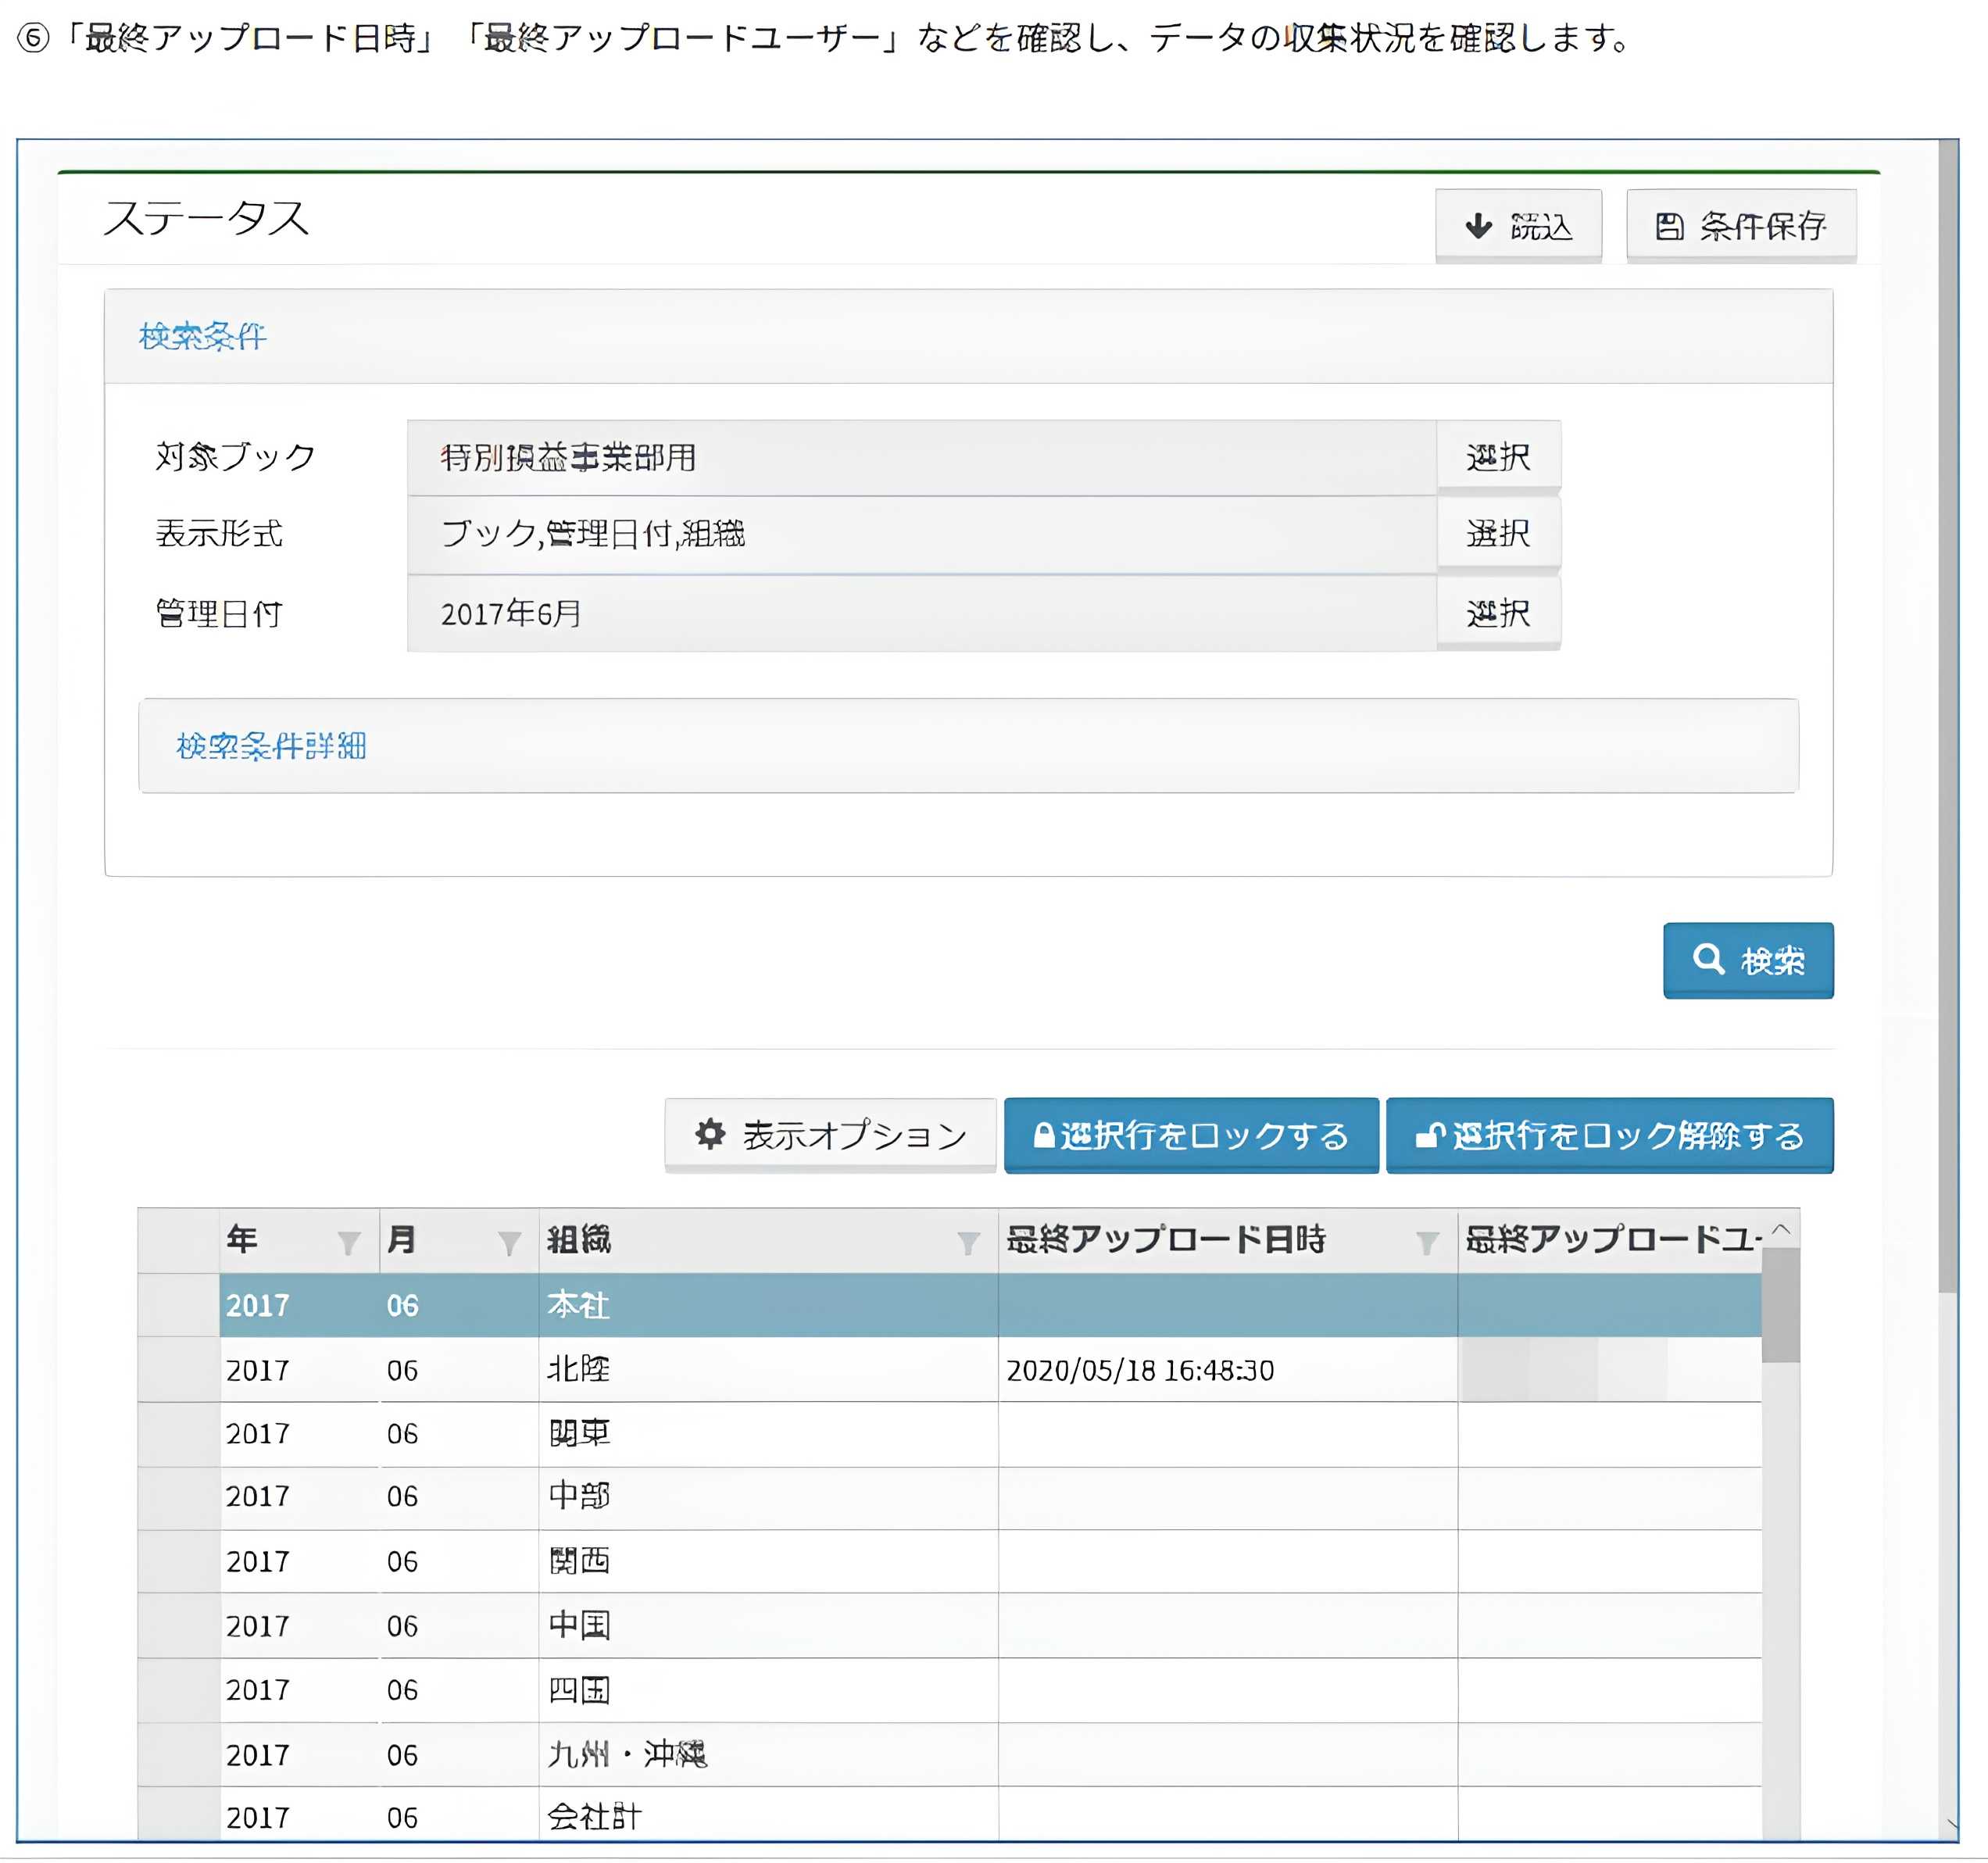 ⑥「最終アップロード日時」「最終アップロードユーザー」などを確認し、データの収集状況を確認します。
ステータス
読込
条件保存
検索条件
対象ブック 特別損益事業部用 選択
表示形式 ブック,管理日付,組織 選択
管理日付 2017年6月 選択
検索条件詳細
検索
表示オプション 選択行をロックする 選択行をロック解除する
年 月 組織 最終アップロード日時 最終アップロードユー
2017 06 本社
2017 06 北陸 2020/05/18 16:48:30
2017 06 関東
2017 06 中部
2017 06 関西
2017 06 中国
2017 06 四国
2017 06 九州・沖縄
2017 06 会社計